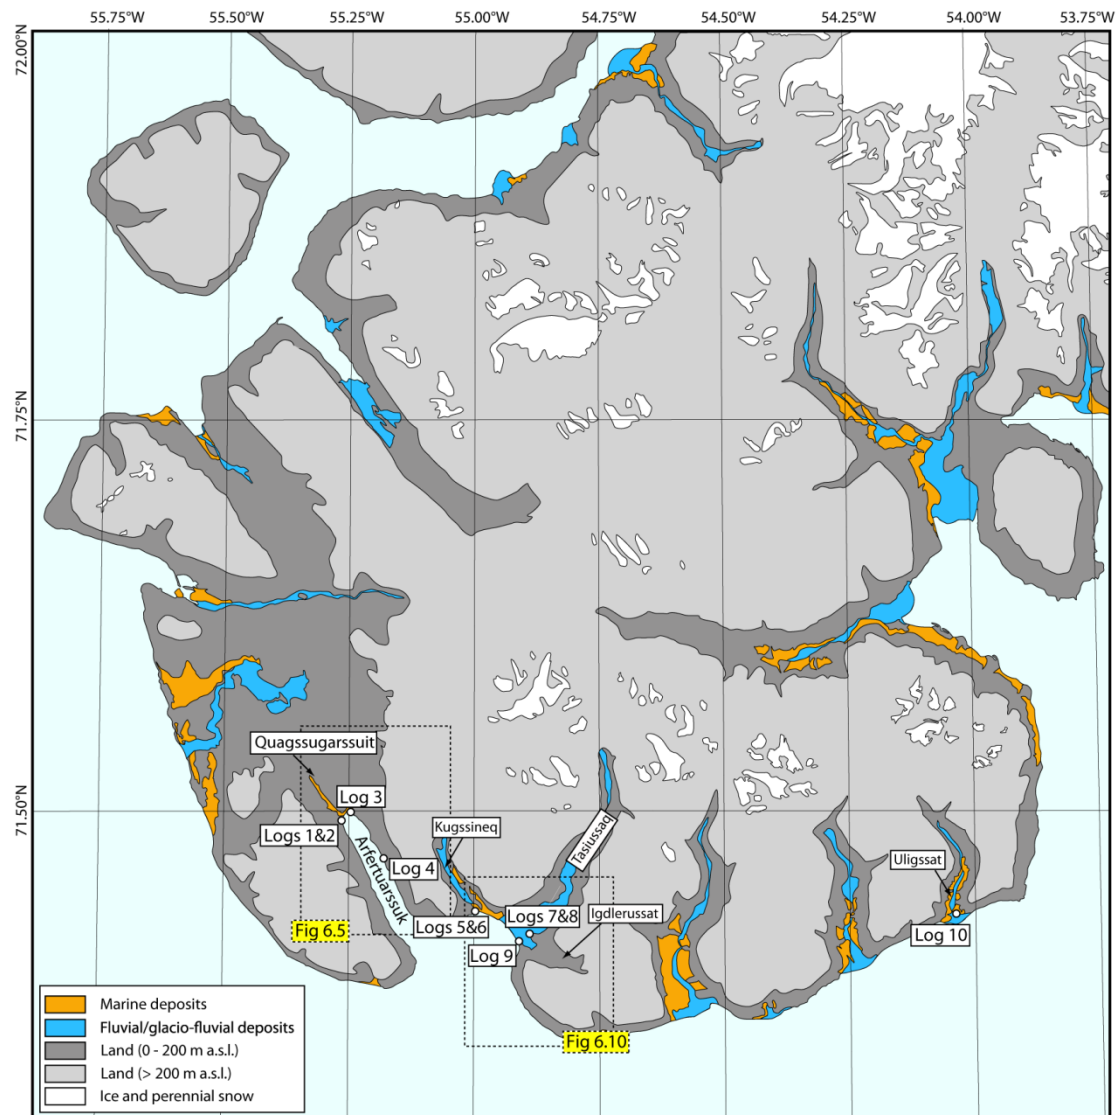 55.75°W 55.50°W 55.25°W 55.00°W 54.75°W 54.50°W 54.25°W 54.00°W 53.75°W
72.00°N
71.75°N
71.50°N
Quagssugarssuit
Log 3
Logs 1&2
Arfertuarssuk
Log 4
Kugssineq
Tasiussaq
Uligssat
Logs 5&6
Logs 7&8
Igdlerussat
Log 9
Log 10
Fig 6.5
Fig 6.10
Marine deposits
Fluvial/glacio-fluvial deposits
Land (0 - 200 m a.s.l.)
Land (> 200 m a.s.l.)
Ice and perennial snow